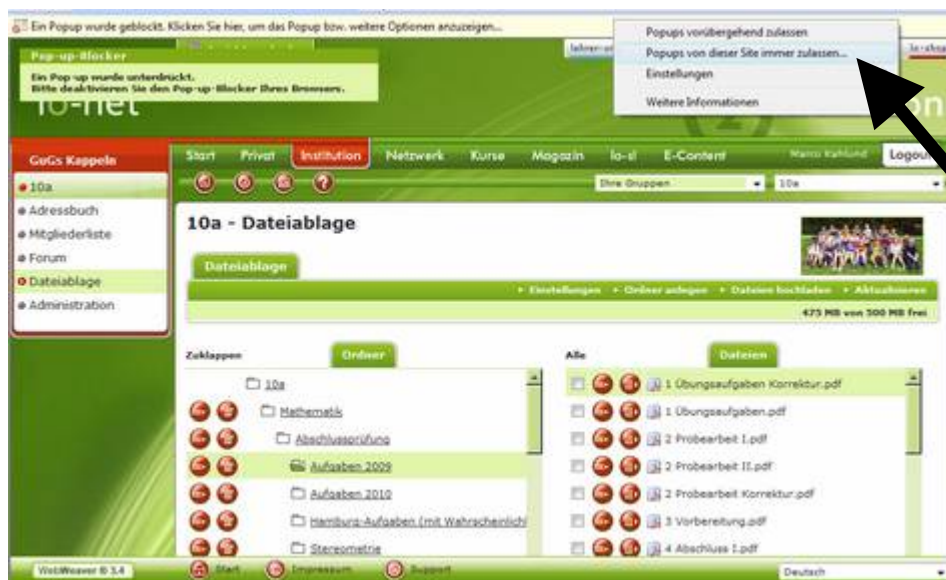 Ein Popup wurde geblockt. Klicken Sie hier, um das Popup bzw. weitere Optionen anzuzeigen...
Popups vorübergehend zulassen
Popups von dieser Site immer zulassen...
Einstellungen
Weitere Informationen
Pop-up-Blocker
Ein Pop-up wurde unterdrückt.
Bitte deaktivieren Sie den Pop-up-Blocker Ihres Browsers.
lo-net
2
GuGs Kappeln
Start Privat Institution Netzwerk Kurse Magazin lo-sl E-Content
Logout
Ihre Gruppen
10a
10a
Adressbuch
Mitgliederliste
Forum
Dateiablage
Administration
10a - Dateiablage
Dateiablage
Einstellungen Ordner anlegen Dateien hochladen Aktualisieren
475 MB von 500 MB frei
Zuklappen Ordner
10a
Mathematik
Abschlussprüfung
Aufgaben 2009
Aufgaben 2010
Hamburg-Aufgaben (mit Wahrscheinlich
Stereometrie
Alle Dateien
1 Übungsaufgaben Korrektur.pdf
1 Übungsaufgaben.pdf
2 Probearbeit I.pdf
2 Probearbeit II.pdf
2 Probearbeit Korrektur.pdf
3 Vorbereitung.pdf
4 Abschluss I.pdf
WebWeaver ® 3.4 Start Impressum Support Deutsch